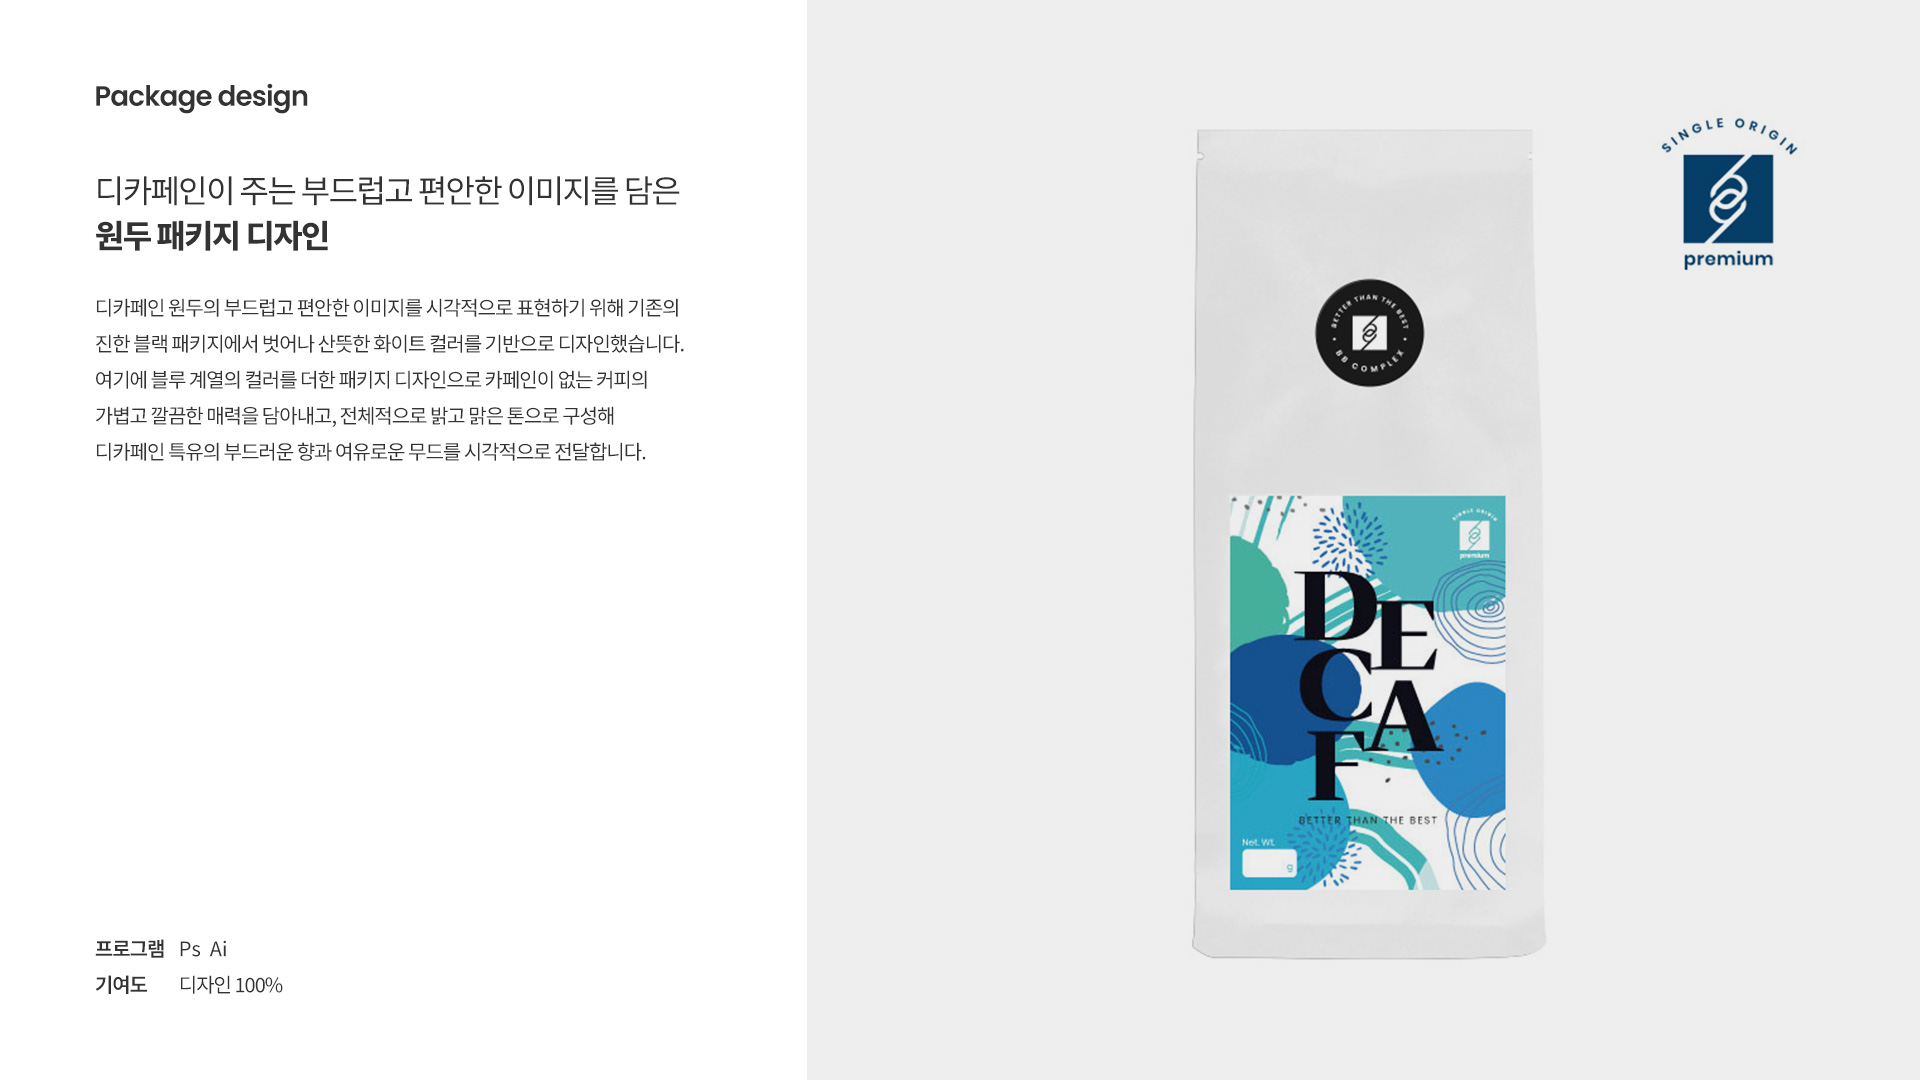 Package design
디카페인이 주는 부드럽고 편안한 이미지를 담은
원두 패키지 디자인
디카페인 원두의 부드럽고 편안한 이미지를 시각적으로 표현하기 위해 기존의
진한 블랙 패키지에서 벗어나 산뜻한 화이트 컬러를 기반으로 디자인했습니다.
여기에 블루 계열의 컬러를 더한 패키지 디자인으로 카페인이 없는 커피의
가볍고 깔끔한 매력을 담아내고, 전체적으로 밝고 맑은 톤으로 구성해
디카페인 특유의 부드러운 향과 여유로운 무드를 시각적으로 전달합니다.
프로그램 Ps Ai
기여도 디자인 100%
SINGLE ORIGIN
premium
BETTER THAN THE BEST
BB COMPLEX
SINGLE ORIGIN
premium
DE
CA
F
BETTER THAN THE BEST
Net. Wt.
g